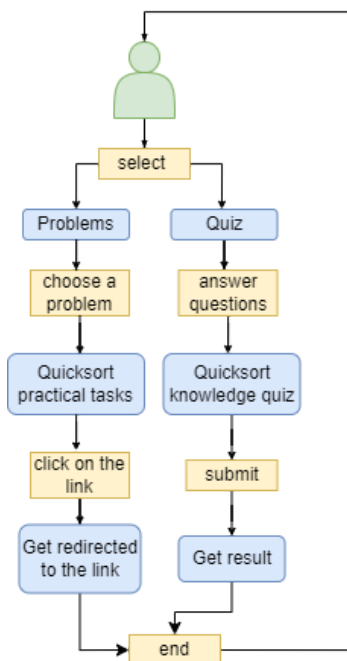 select
Problems
Quiz
choose a
problem
answer
questions
Quicksort
practical tasks
Quicksort
knowledge quiz
click on the
link
submit
Get redirected
to the link
Get result
end